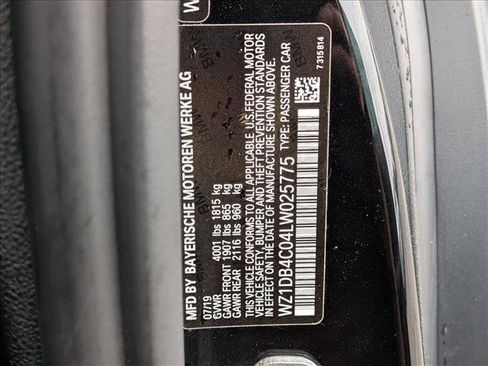 MFD BY BAYERISCHE MOTOREN WERKE AG
07/19
GVWR 4001 lbs 1815 kg
GAWR FRONT 1907 lbs 865 kg
GAWR REAR 2116 lbs 960 kg
THIS VEHICLE CONFORMS TO ALL APPLICABLE U.S. FEDERAL MOTOR
VEHICLE SAFETY, BUMPER AND THEFT PREVENTION STANDARDS
IN EFFECT ON THE DATE OF MANUFACTURE SHOWN ABOVE.
WZ1DB4C04LW025775 TYPE: PASSENGER CAR
7315814
W